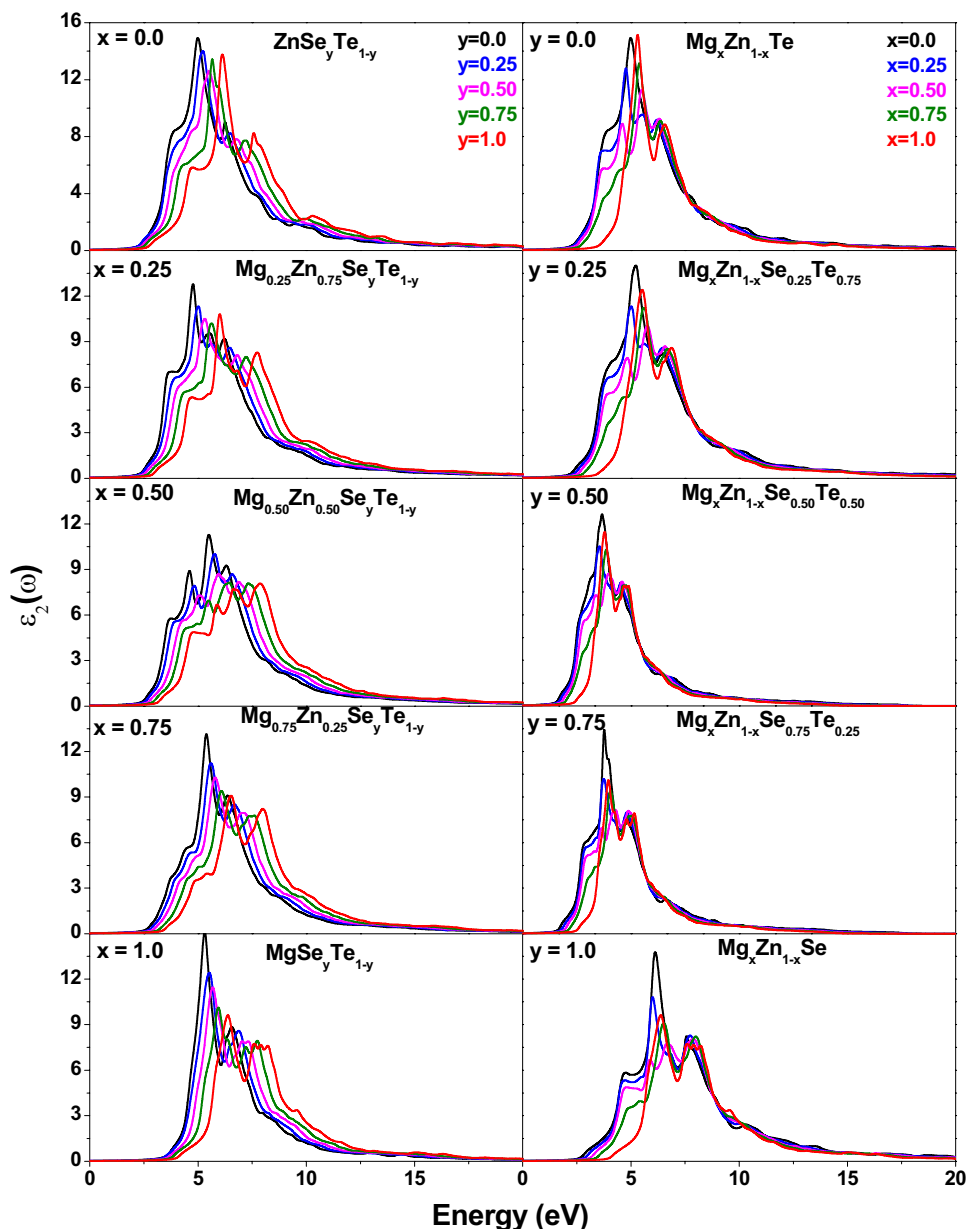 x = 0.0 ZnSeyTe1-y
y=0.0
y=0.25
y=0.50
y=0.75
y=1.0
16
12
8
4
0
y = 0.0 MgxZn1-xTe
x=0.0
x=0.25
x=0.50
x=0.75
x=1.0
x = 0.25 Mg0.25Zn0.75SeyTe1-y
12
9
6
3
0
y = 0.25 MgxZn1-xSe0.25Te0.75
x = 0.50 Mg0.50Zn0.50SeyTe1-y
12
9
6
3
0
y = 0.50 MgxZn1-xSe0.50Te0.50
ε2(ω)
x = 0.75 Mg0.75Zn0.25SeyTe1-y
12
9
6
3
0
y = 0.75 MgxZn1-xSe0.75Te0.25
x = 1.0 MgSeyTe1-y
12
9
6
3
0
y = 1.0 MgxZn1-xSe
0 5 10 15 0 5 10 15 20
Energy (eV)